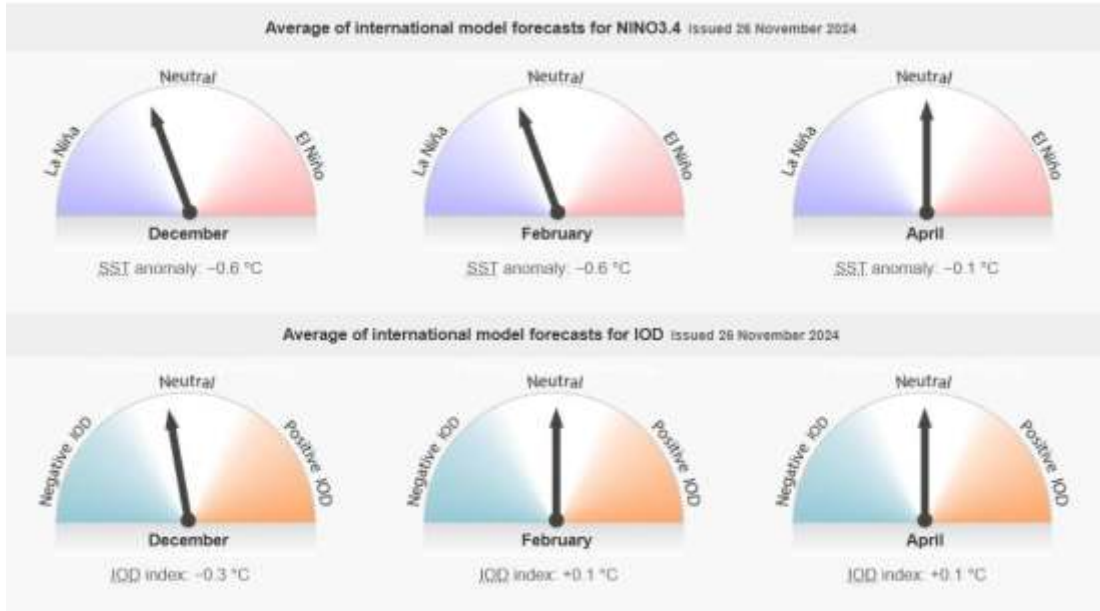 Average of international model forecasts for NINO3.4 Issued 26 November 2024
Neutral Neutral Neutral
La Niña El Niño La Niña El Niño La Niña El Niño
December February April
SST anomaly: −0.6 °C SST anomaly: −0.6 °C SST anomaly: −0.1 °C
Average of international model forecasts for IOD Issued 26 November 2024
Neutral Neutral Neutral
Negative IOD Positive IOD Negative IOD Positive IOD Negative IOD Positive IOD
December February April
IOD index: −0.3 °C IOD index: +0.1 °C IOD index: +0.1 °C